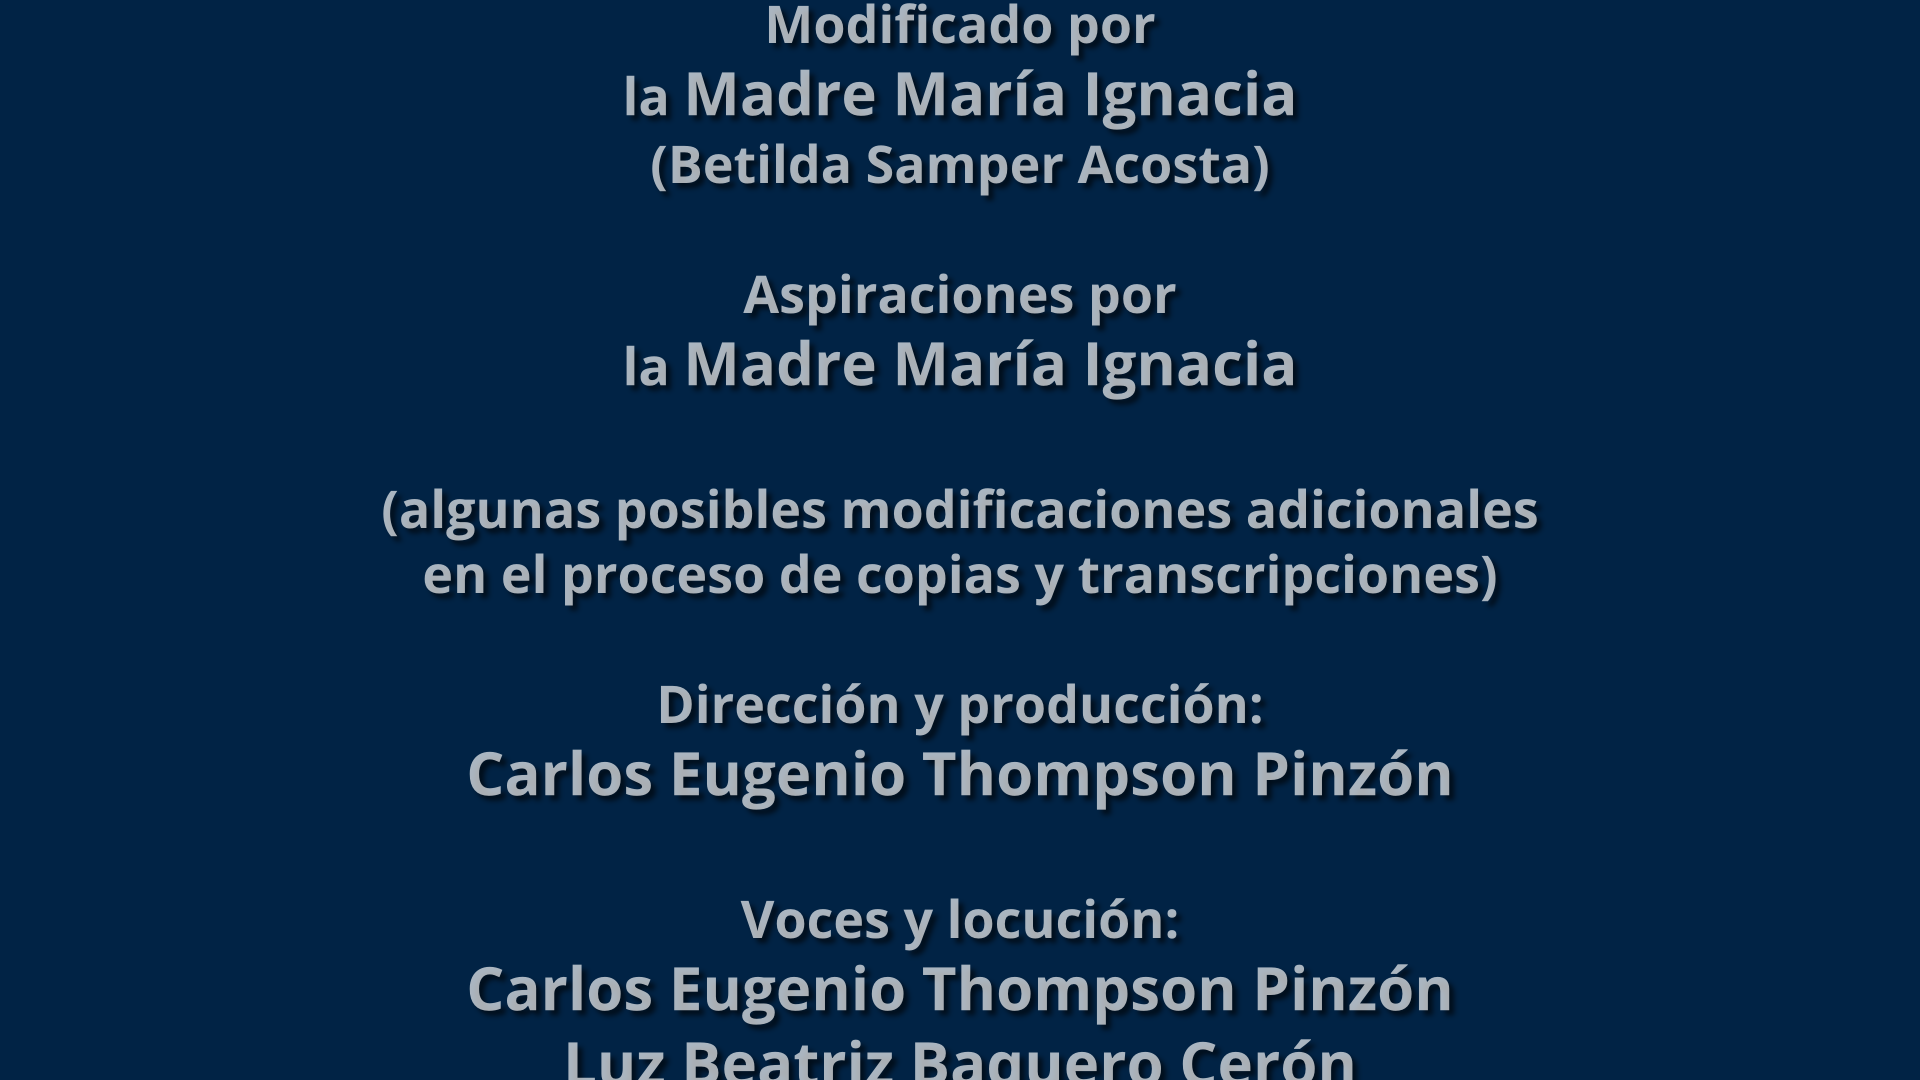 Modificado por
la Madre María Ignacia
(Betilda Samper Acosta)
Aspiraciones por
la Madre María Ignacia
(algunas posibles modificaciones adicionales
en el proceso de copias y transcripciones)
Dirección y producción:
Carlos Eugenio Thompson Pinzón
Voces y locución:
Carlos Eugenio Thompson Pinzón
Luz Beatriz Baquero Cerón